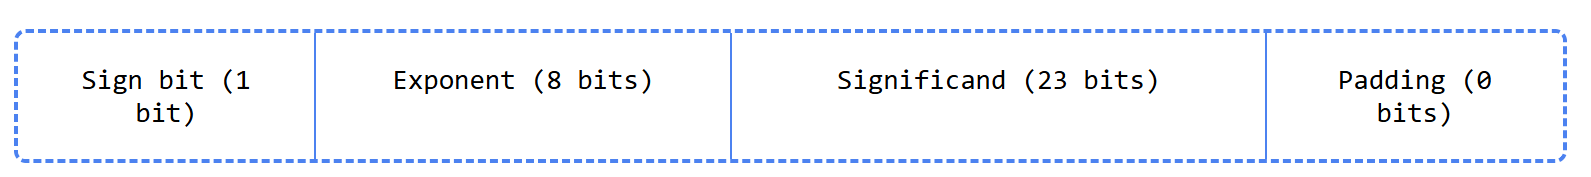 Sign bit (1
bit)
Exponent (8 bits)
Significand (23 bits)
Padding (0
bits)